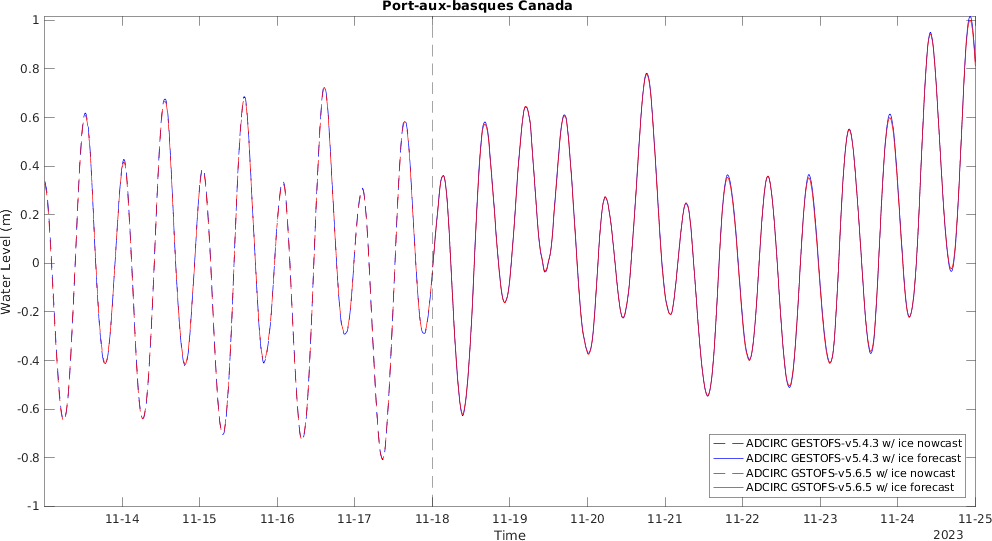 Port-aux-basques Canada
1
0.8
0.6
0.4
0.2
0
-0.2
-0.4
-0.6
-0.8
-1
Water Level (m)
ADCIRC GESTOFS-v5.4.3 w/ ice nowcast
ADCIRC GESTOFS-v5.4.3 w/ ice forecast
ADCIRC GSTOFS-v5.6.5 w/ ice nowcast
ADCIRC GSTOFS-v5.6.5 w/ ice forecast
11-14 11-15 11-16 11-17 11-18 11-19 11-20 11-21 11-22 11-23 11-24 11-25
Time
2023